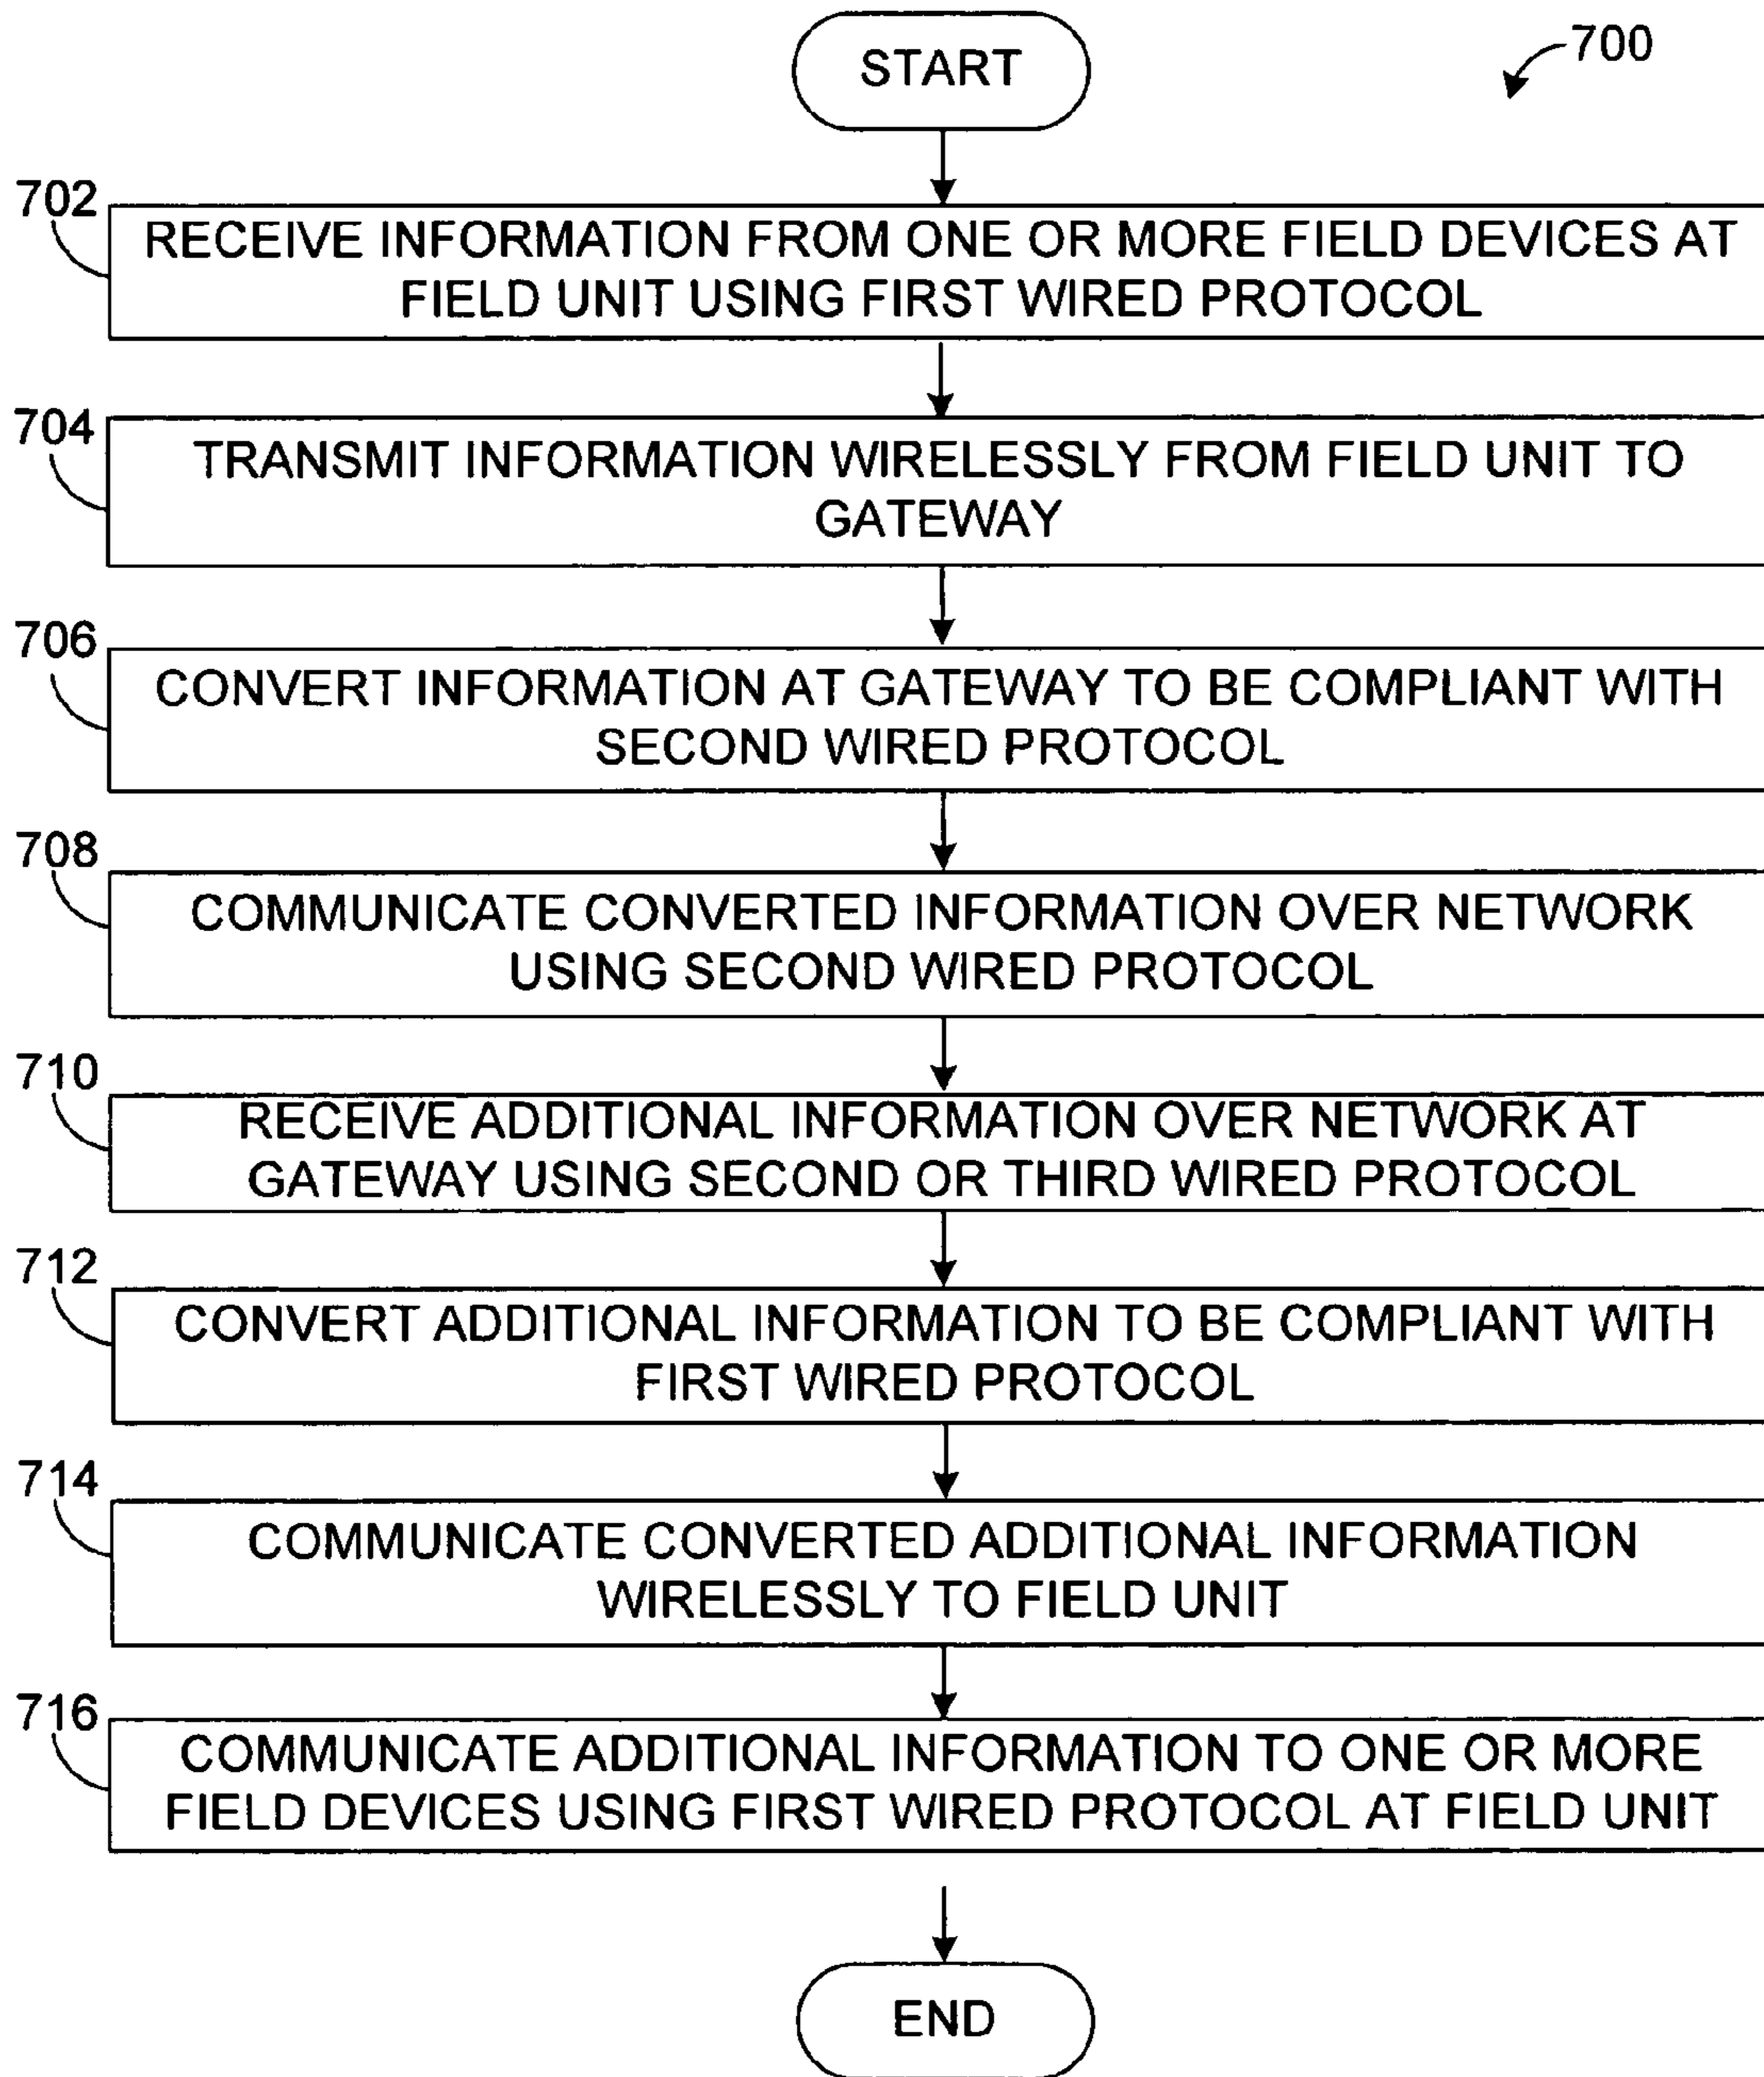 START
700
702
RECEIVE INFORMATION FROM ONE OR MORE FIELD DEVICES AT
FIELD UNIT USING FIRST WIRED PROTOCOL
704
TRANSMIT INFORMATION WIRELESSLY FROM FIELD UNIT TO
GATEWAY
706
CONVERT INFORMATION AT GATEWAY TO BE COMPLIANT WITH
SECOND WIRED PROTOCOL
708
COMMUNICATE CONVERTED INFORMATION OVER NETWORK
USING SECOND WIRED PROTOCOL
710
RECEIVE ADDITIONAL INFORMATION OVER NETWORK AT
GATEWAY USING SECOND OR THIRD WIRED PROTOCOL
712
CONVERT ADDITIONAL INFORMATION TO BE COMPLIANT WITH
FIRST WIRED PROTOCOL
714
COMMUNICATE CONVERTED ADDITIONAL INFORMATION
WIRELESSLY TO FIELD UNIT
716
COMMUNICATE ADDITIONAL INFORMATION TO ONE OR MORE
FIELD DEVICES USING FIRST WIRED PROTOCOL AT FIELD UNIT
END